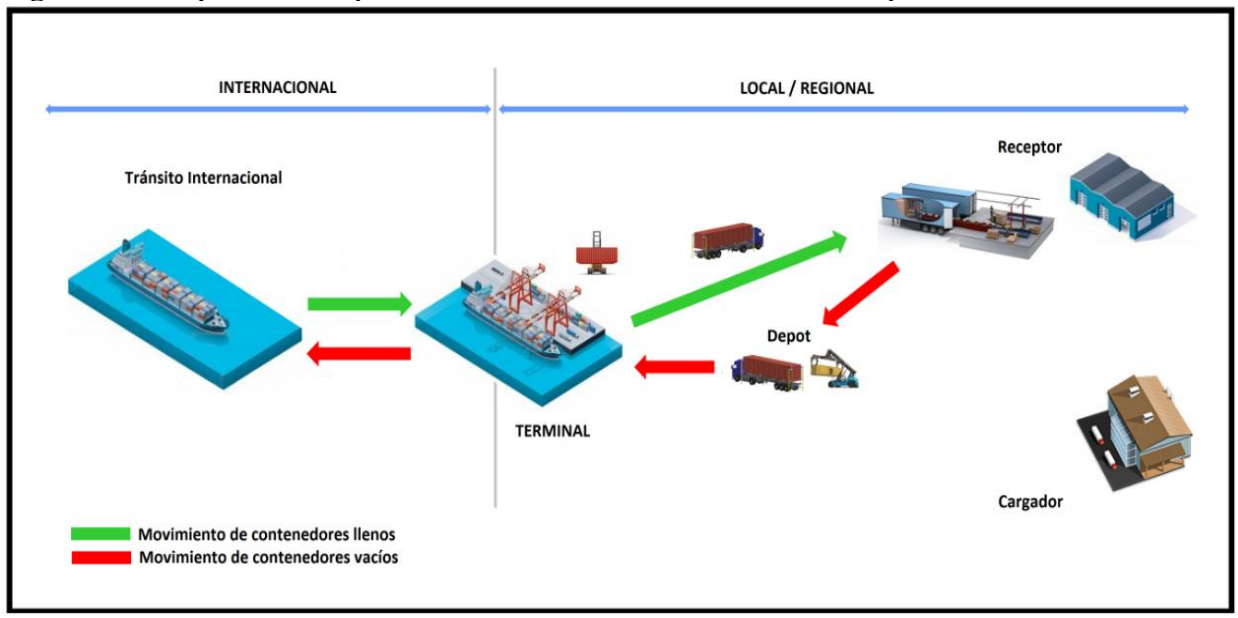 INTERNACIONAL
LOCAL / REGIONAL
Receptor
Tránsito Internacional
Depot
TERMINAL
Cargador
Movimiento de contenedores llenos
Movimiento de contenedores vacíos